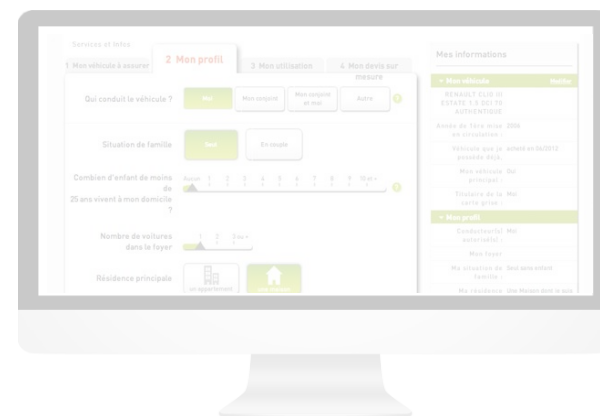 Services et mise
1 Mon véhicule à assurer
2 Mon profil
3 Mon utilisation
4 Mon devis sur
mesure
Qui conduit le véhicule ?
Moi
Mon conjoint
Mon conjoint
et moi
Autre
?
Situation de famille
Seul
En couple
Combien d'enfant de moins
de
25 ans vivent à mon domicile
?
Aucun 1 2 3 4 5 6 7 8 9 10 et +
?
Nombre de voitures
dans le foyer
1 2 3 ou +
Résidence principale
un appartement
une maison
Mes informations
Mon véhicule
Modifier
RENAULT CLIO III
ESTATE 1.5 DCI 70
AUTHENTIQUE
Année de 1ère mise 2006
en circulation :
Véhicule que je acheté en 04/2012
possède déjà,
Mon véhicule Oui
principal :
Titulaire de la Moi
carte grise :
Mon profil
Conducteur(s) Moi
autorisé(s) :
Mon foyer
Ma situation de Seul sans enfant
famille :
Ma résidence Une Maison dont je suis